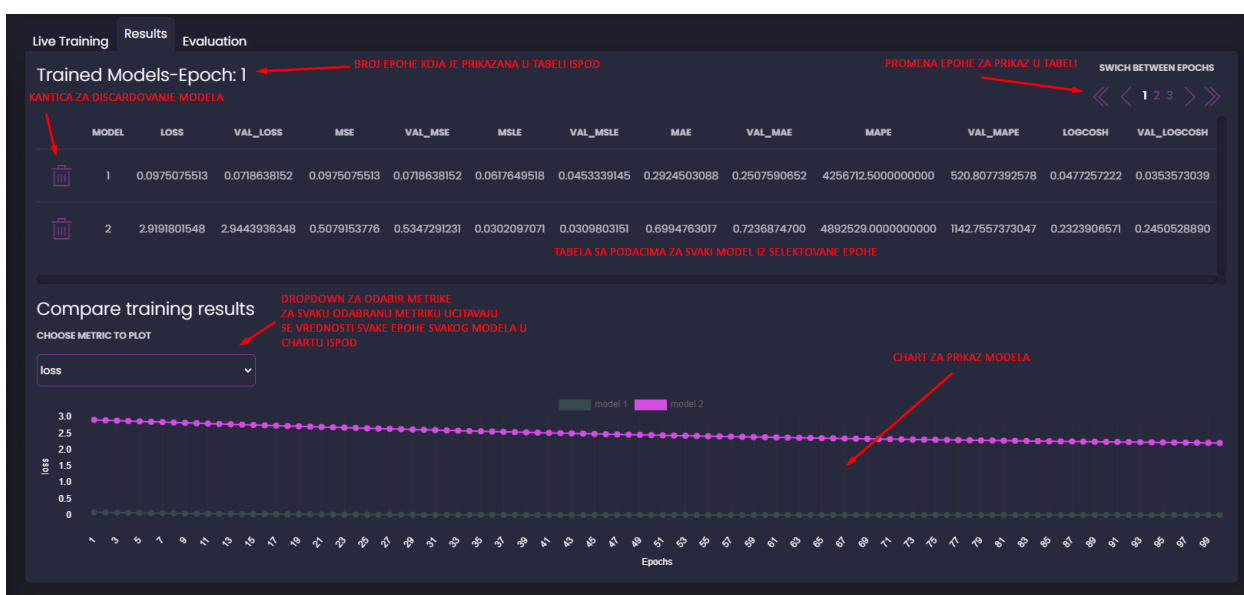 Live Training Results Evaluation
Trained Models-Epoch: 1
BROJ EPOHE KOJA JE PRIKAZANA U TABELI ISPOD
PROMENA EPOHE ZA PRIKAZ U TABELI
SWICH BETWEEN EPOCHS
1 2 3
KANTICA ZA DISCARDOVANJE MODELA
MODEL LOSS VAL_LOSS MSE VAL_MSE MSLE VAL_MSLE MAE VAL_MAE MAPE VAL_MAPE LOGCOSH VAL_LOGCOSH
1 0.0975075513 0.0718638152 0.0975075513 0.0718638152 0.0617649518 0.0453339145 0.2924503088 0.2507590652 4256712.5000000000 520.8077392578 0.0477257222 0.0353573039
2 2.9191801548 2.9443936348 0.5079153776 0.5347291231 0.0302097071 0.0309803151 0.6994763017 0.7236874700 4892529.0000000000 1142.7557373047 0.2323906571 0.2450528890
TABELA SA PODACIMA ZA SVAKI MODEL IZ SELEKTOVANE EPOHE
Compare training results
DROPDOWN ZA ODABIR METRIKE
ZA SVAKU ODABRANU METRIKU UCITAVAJU
SE VREDNOSTI SVAKE EPOHE SVAKOG MODELA U
CHARTU ISPOD
CHOOSE METRIC TO PLOT
loss
CHART ZA PRIKAZ MODELA
model 1 model 2
3.0
2.5
2.0
1.5
1.0
0.5
0
loss
1 3 5 7 9 11 13 15 17 19 21 23 25 27 29 31 33 35 37 39 41 43 45 47 49 51 53 55 57 59 61 63 65 67 69 71 73 75 77 79 81 83 85 87 89 91 93 95 97 99
Epochs